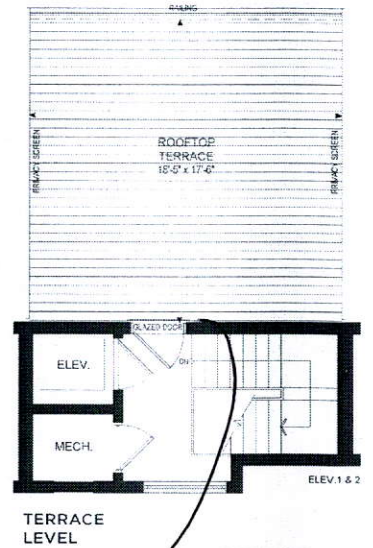 RAILING
PRIVACY SCREEN
ROOFTOP
TERRACE
18'-5" x 17'-6"
PRIVACY SCREEN
GLAZED DOOR
ELEV.
DN
MECH.
ELEV.1 & 2
TERRACE
LEVEL